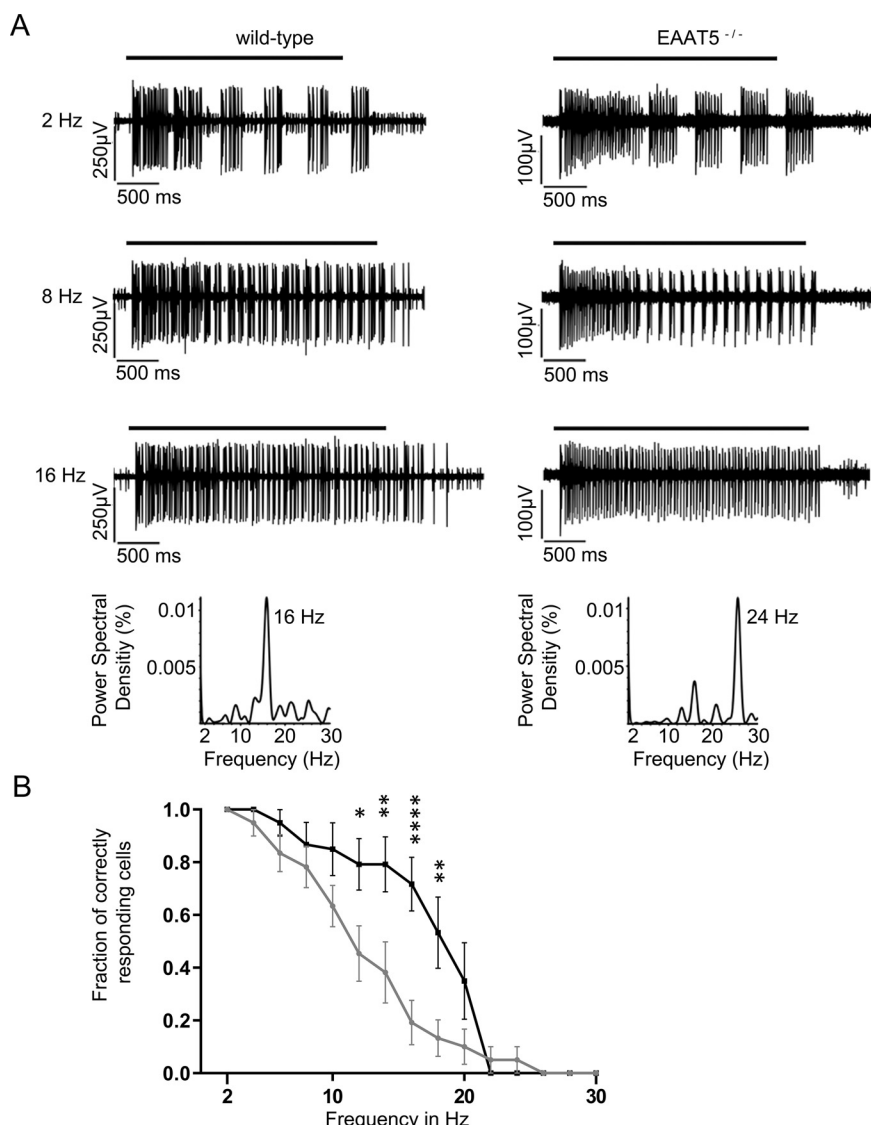 A
wild-type
EAAT5 -/-
2 Hz
250µV
500 ms
100µV
500 ms
8 Hz
250µV
500 ms
100µV
500 ms
16 Hz
250µV
500 ms
100µV
500 ms
Power Spectral
Densitiy (%)
0.01
0.005
16 Hz
2 10 20 30
Frequency (Hz)
Power Spectral
Densitiy (%)
0.01
0.005
24 Hz
2 10 20 30
Frequency (Hz)
B
Fraction of correctly
responding cells
1.0
0.8
0.6
0.4
0.2
0.0
*
**
****
**
2 10 20 30
Frequency in Hz